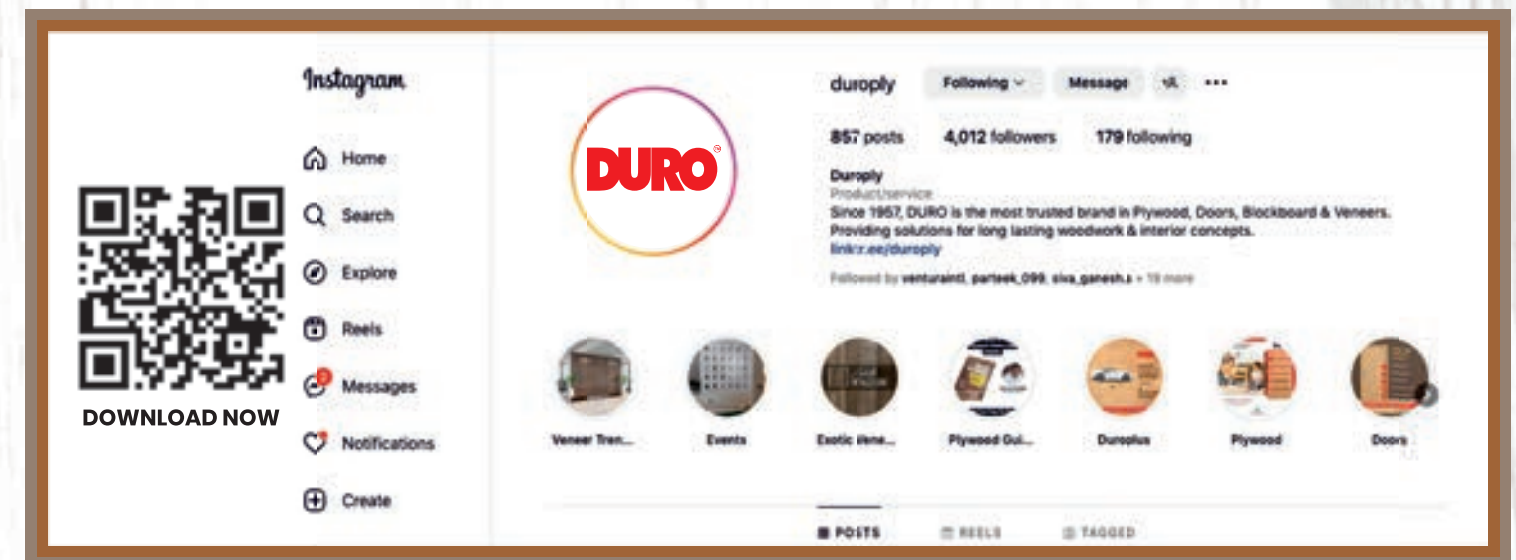 DOWNLOAD NOW
Instagram
Home
Search
Explore
Reels
2
Messages
Notifications
Create
DURO
duroply Following Message
857 posts 4,012 followers 179 following
Duroply
Product/service
Since 1957, DURO is the most trusted brand in Plywood, Doors, Blockboard & Veneers.
Providing solutions for long lasting woodwork & interior concepts.
linktr.ee/duroply
Followed by venturaintl, parteek_099, siva_ganesh.s + 19 more
Veneer Tren... Events Exotic Vene... Plywood Gui... Duroplus Plywood Doors
POSTS REELS TAGGED